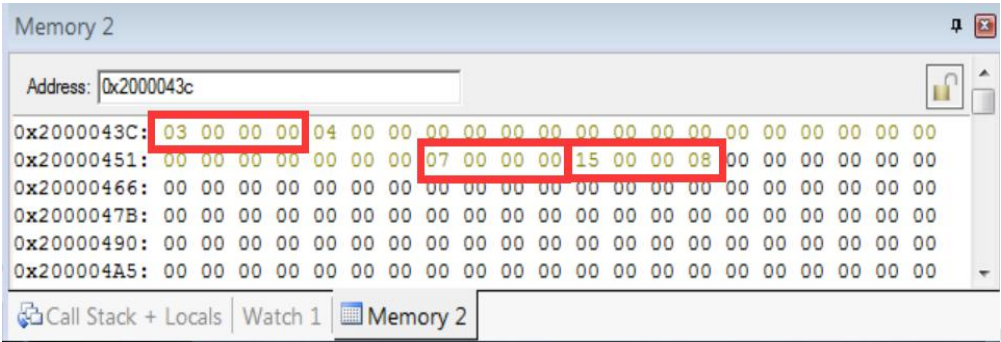 Memory 2
Address: 0x2000043c
0x2000043C: 03 00 00 00 04 00 00 00 00 00 00 00 00 00 00 00 00 00 00 00 00
0x20000451: 00 00 00 00 00 00 00 07 00 00 00 15 00 00 08 00 00 00 00 00 00
0x20000466: 00 00 00 00 00 00 00 00 00 00 00 00 00 00 00 00 00 00 00 00 00
0x2000047B: 00 00 00 00 00 00 00 00 00 00 00 00 00 00 00 00 00 00 00 00 00
0x20000490: 00 00 00 00 00 00 00 00 00 00 00 00 00 00 00 00 00 00 00 00 00
0x200004A5: 00 00 00 00 00 00 00 00 00 00 00 00 00 00 00 00 00 00 00 00 00
Call Stack + Locals Watch 1 Memory 2